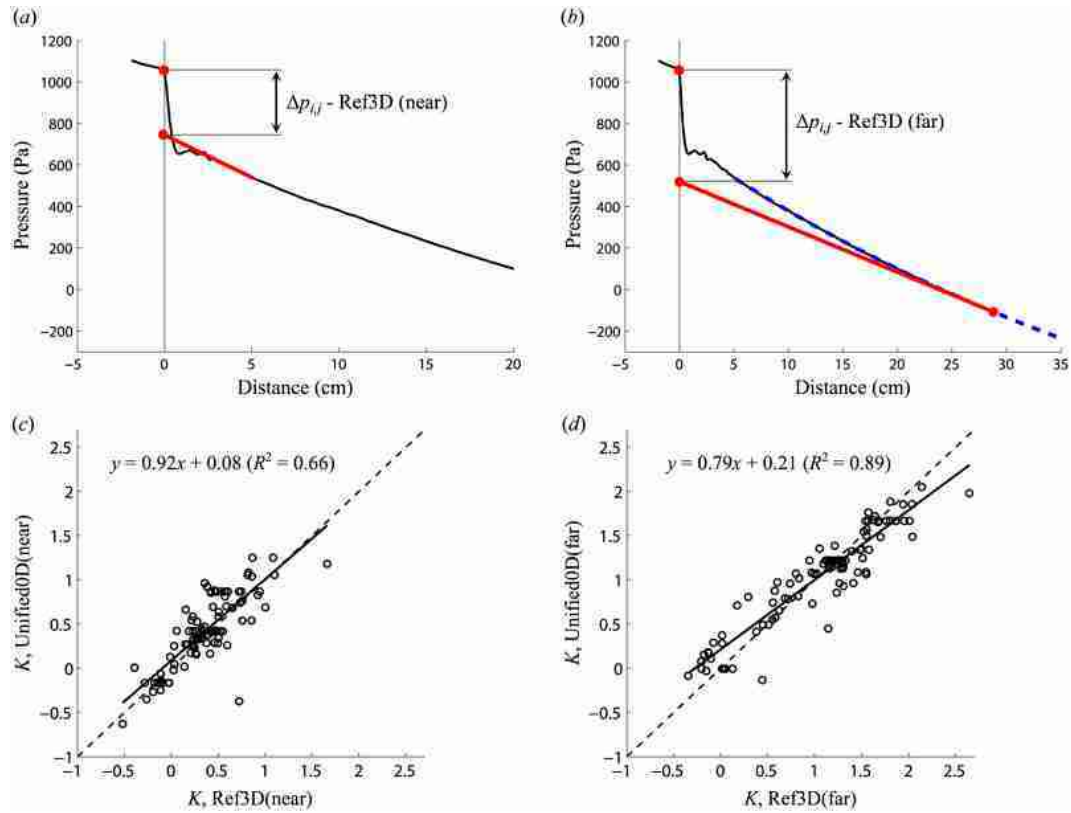 (a)
1200
1000
800
600
400
200
0
−200
Pressure (Pa)
Δp_{i,j} - Ref3D (near)
−5 0 5 10 15 20
Distance (cm)
(b)
1200
1000
800
600
400
200
0
−200
Pressure (Pa)
Δp_{i,j} - Ref3D (far)
−5 0 5 10 15 20 25 30 35
Distance (cm)
(c)
2.5
2
1.5
1
0.5
0
−0.5
−1
K, Unified0D(near)
y = 0.92x + 0.08 (R² = 0.66)
−1 −0.5 0 0.5 1 1.5 2 2.5
K, Ref3D(near)
(d)
2.5
2
1.5
1
0.5
0
−0.5
−1
K, Unified0D(far)
y = 0.79x + 0.21 (R² = 0.89)
−1 −0.5 0 0.5 1 1.5 2 2.5
K, Ref3D(far)